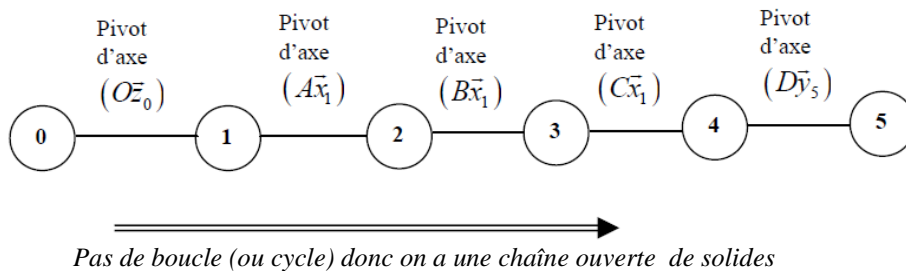 Pivot d'axe (Oz⃗₀)
Pivot d'axe (Ax⃗₁)
Pivot d'axe (Bx⃗₁)
Pivot d'axe (Cx⃗₁)
Pivot d'axe (Dy⃗₅)
0 1 2 3 4 5
Pas de boucle (ou cycle) donc on a une chaîne ouverte de solides